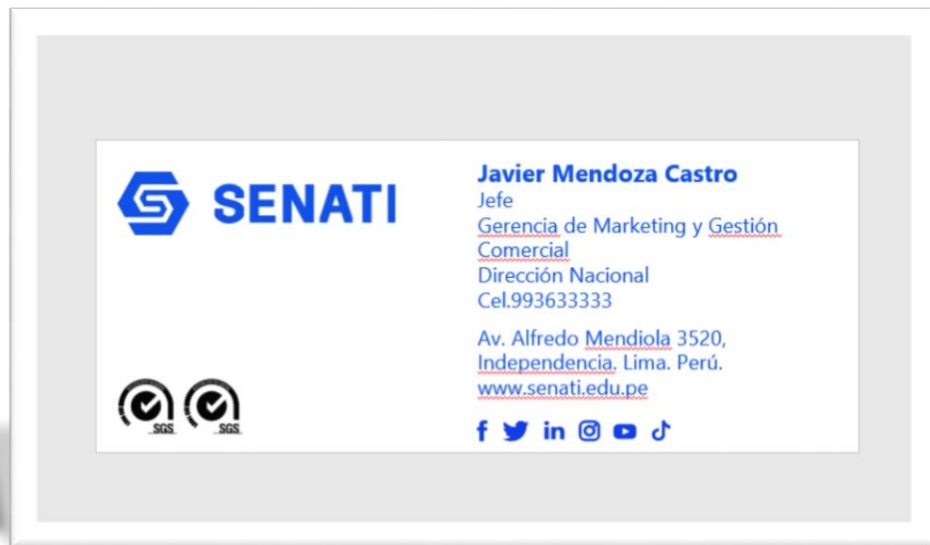 SENATI
Javier Mendoza Castro
Jefe
Gerencia de Marketing y Gestión
Comercial
Dirección Nacional
Cel.993633333
Av. Alfredo Mendiola 3520,
Independencia. Lima. Perú.
www.senati.edu.pe
SGS SGS
f in